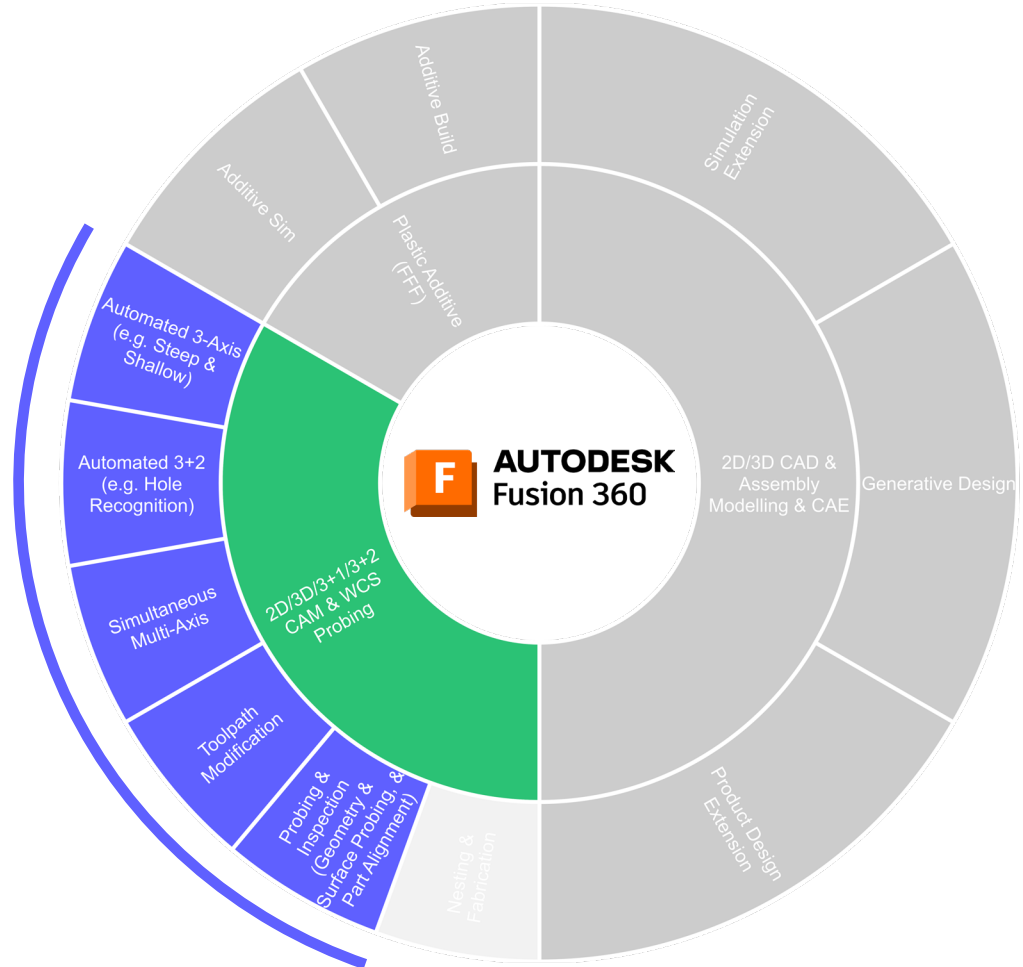 Additive Build
Simulation
Extension
Additive Sim
Plastic Additive
(FFF)
Automated 3-Axis
(e.g. Steep &
Shallow)
Automated 3+2
(e.g. Hole
Recognition)
F
AUTODESK
Fusion 360
2D/3D CAD &
Assembly
Modelling & CAE
Generative Design
2D/3D/3+1/3+2
CAM & WCS
Probing
Simultaneous
Multi-Axis
Toolpath
Modification
Probing &
Inspection
(Geometry &
Surface Probing, &
Part Alignment)
Nesting &
Fabrication
Product Design
Extension